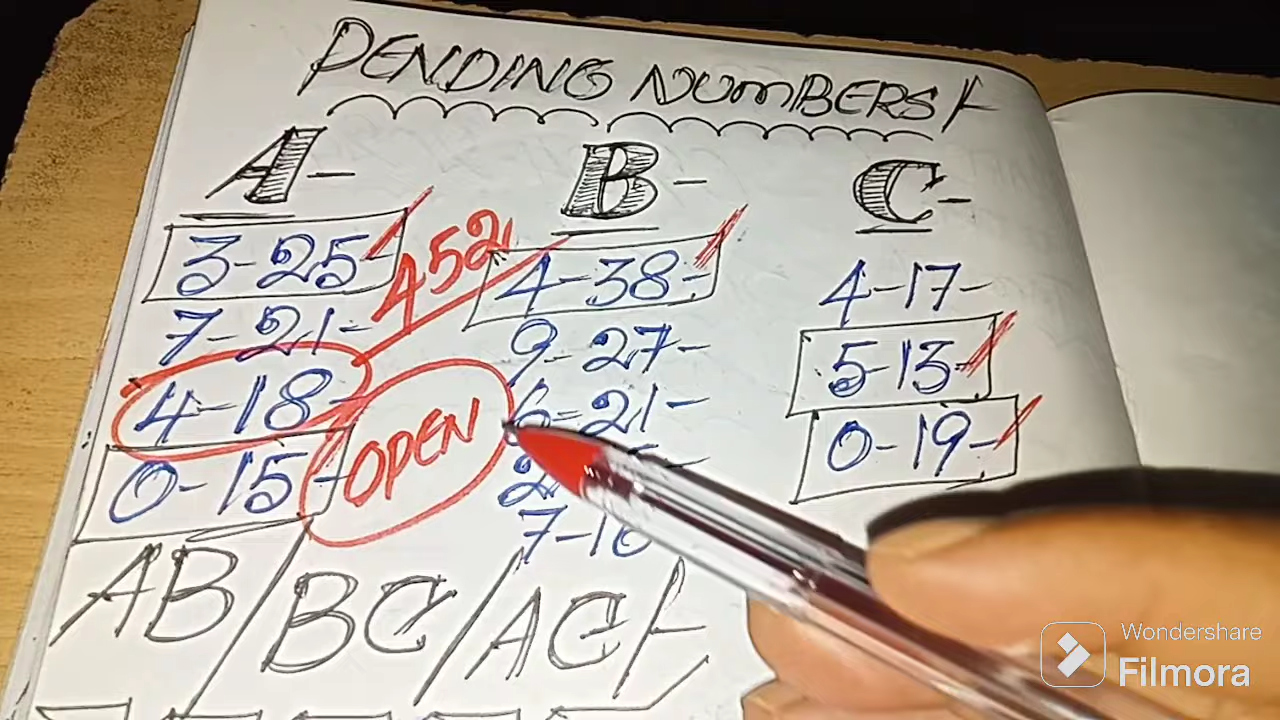 PENDING NUMBERS
A-
3-25-
7-21-
4-18-
0-15-
452
OPEN
B-
4-38-
9-27-
6-21-
7-16
C-
4-17-
5-13-
0-19-
AB/BC/AC
Wondershare
Filmora